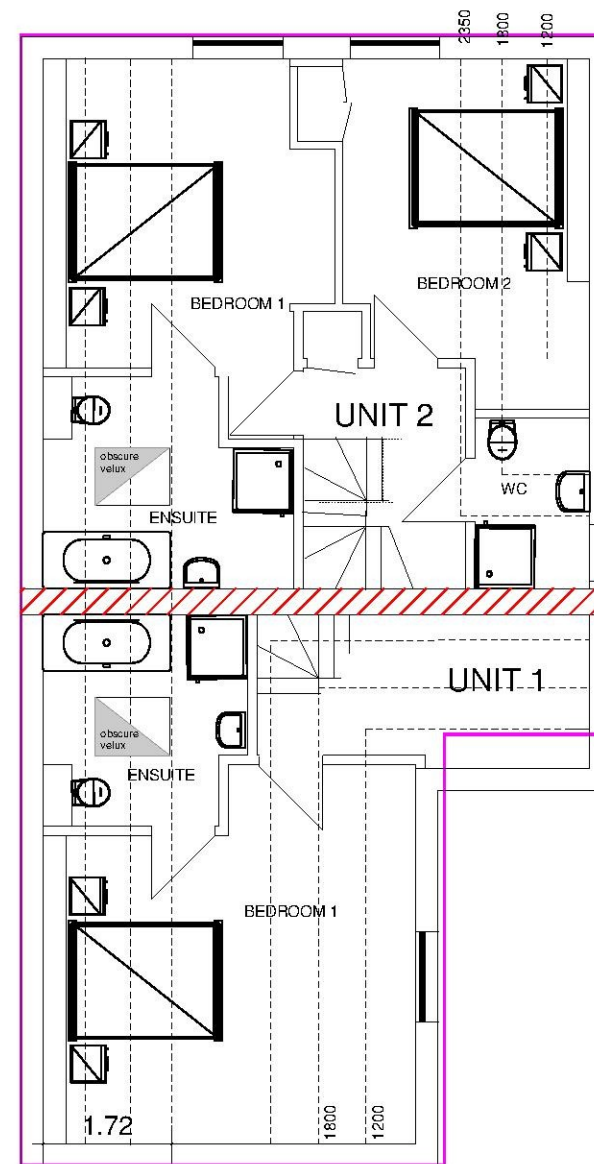 2350
1800
1200
BEDROOM 2
BEDROOM 1
UNIT 2
obscure
velux
WC
ENSUITE
UNIT 1
obscure
velux
ENSUITE
BEDROOM 1
1.72
1800
1200